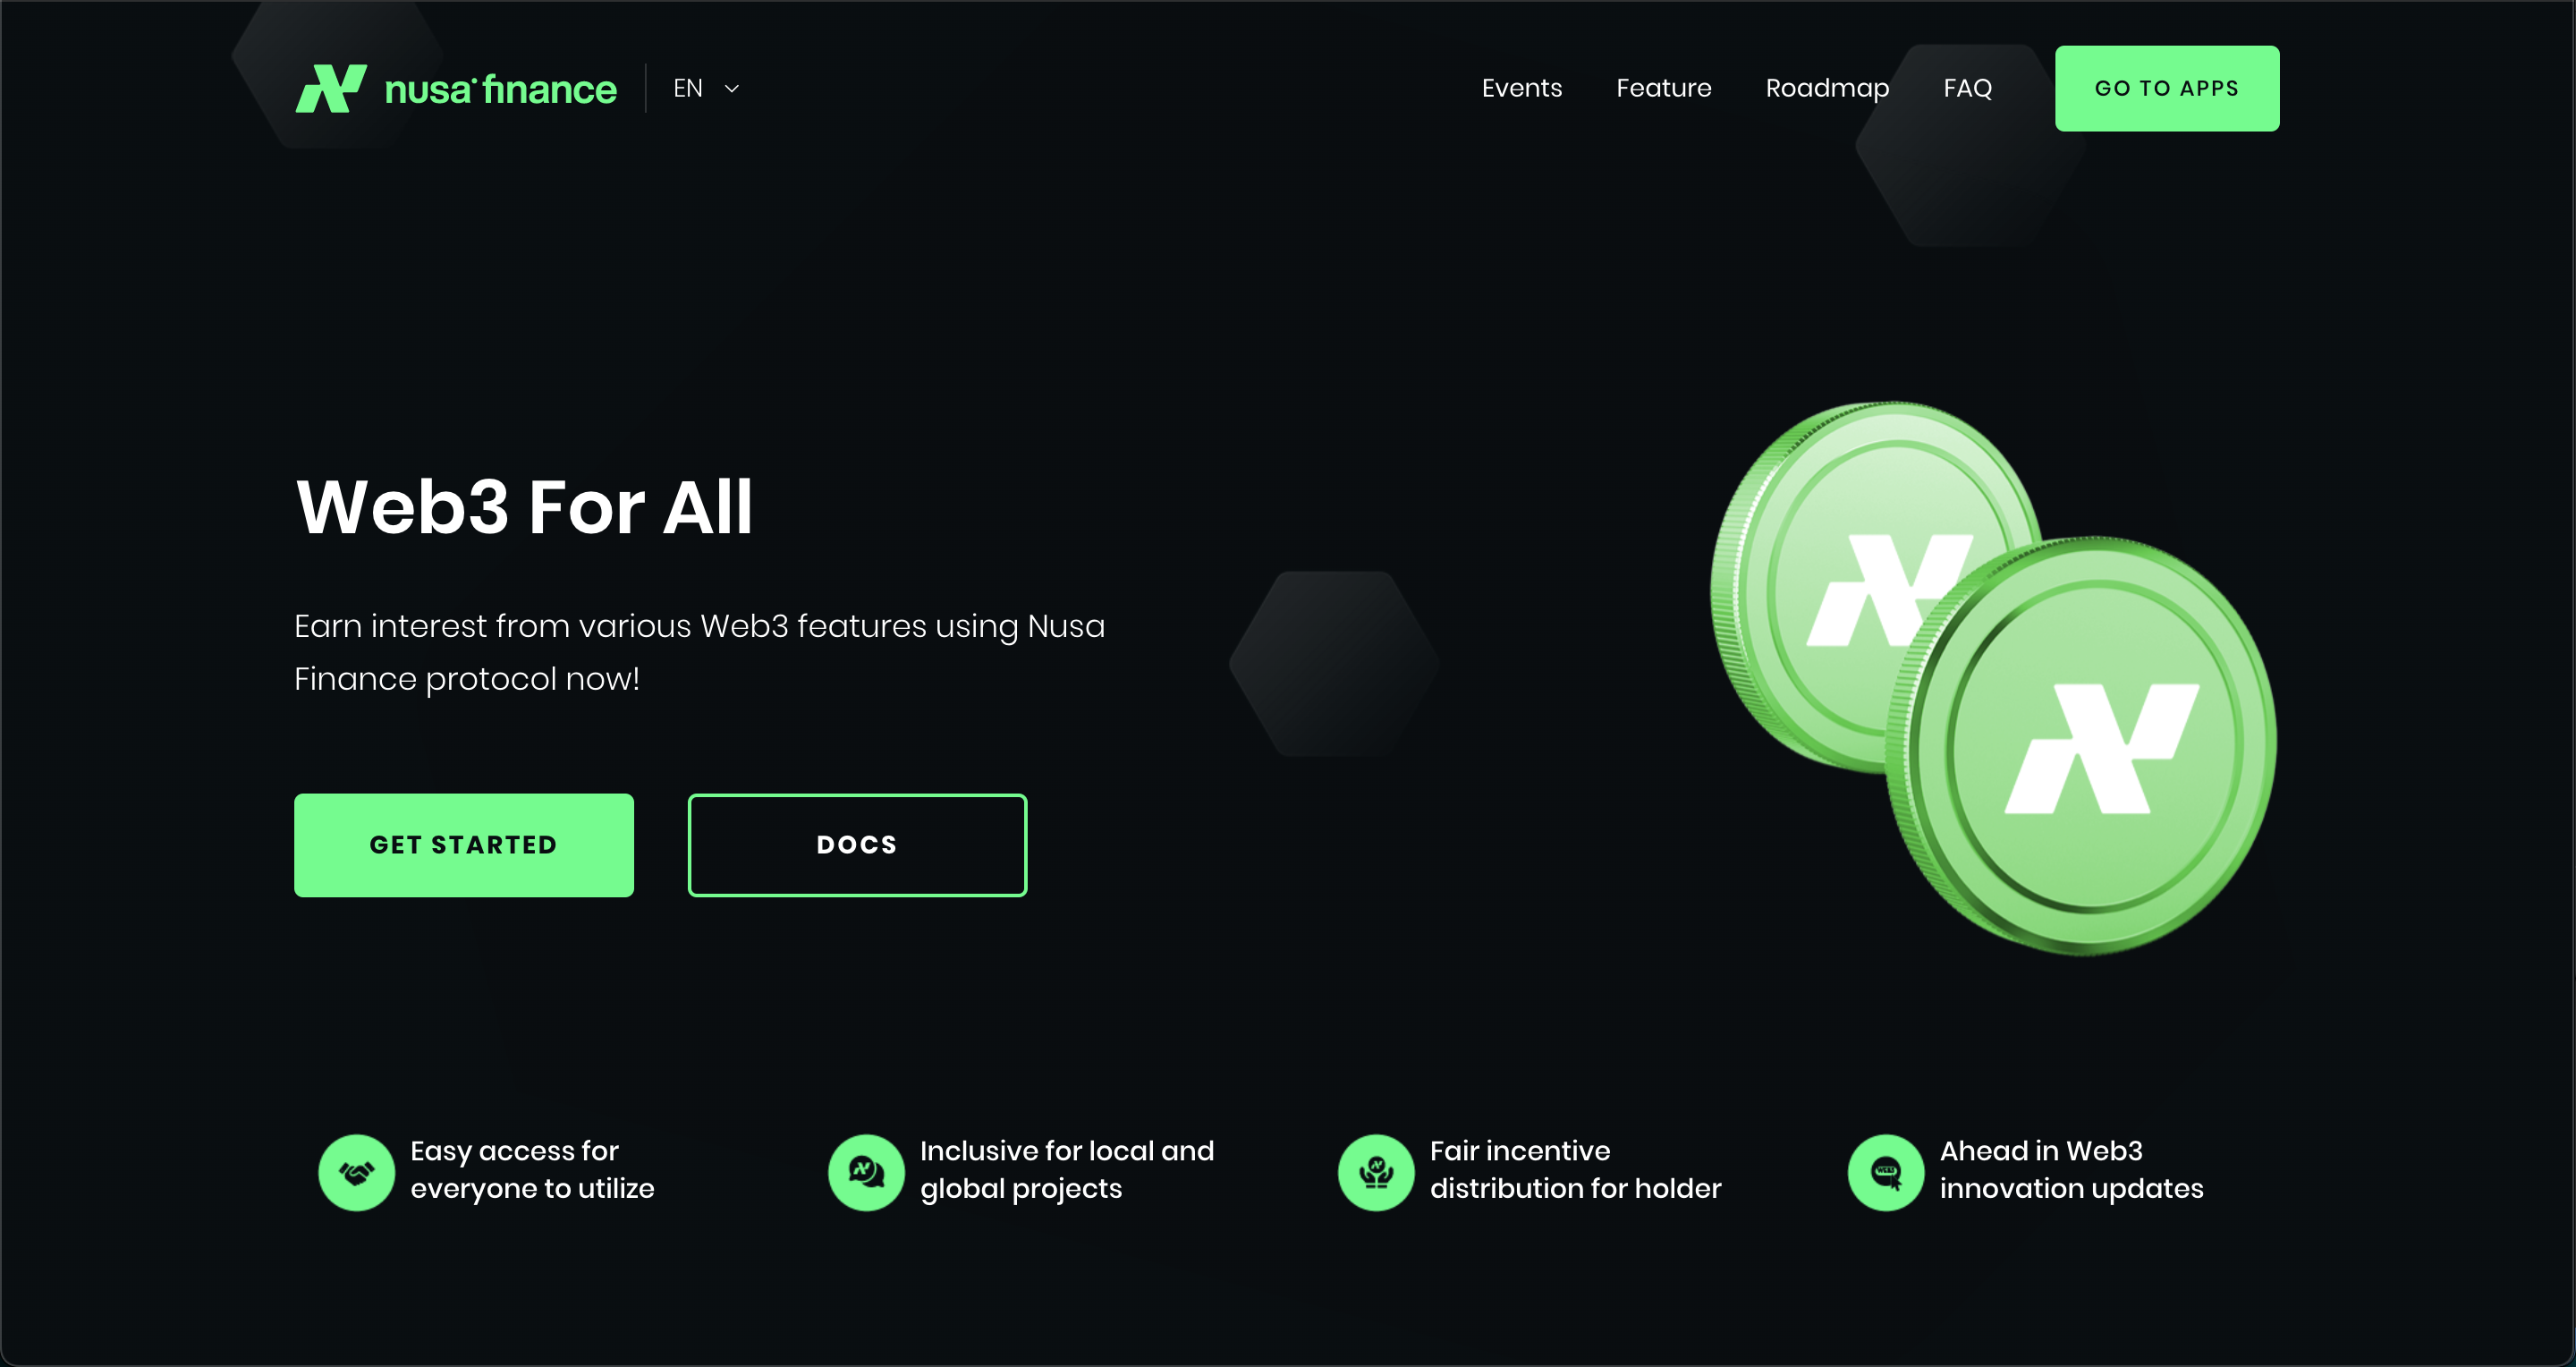 nusa finance
EN
Events
Feature
Roadmap
FAQ
GO TO APPS
Web3 For All
Earn interest from various Web3 features using Nusa
Finance protocol now!
GET STARTED
DOCS
Easy access for
everyone to utilize
Inclusive for local and
global projects
Fair incentive
distribution for holder
WEB3
Ahead in Web3
innovation updates